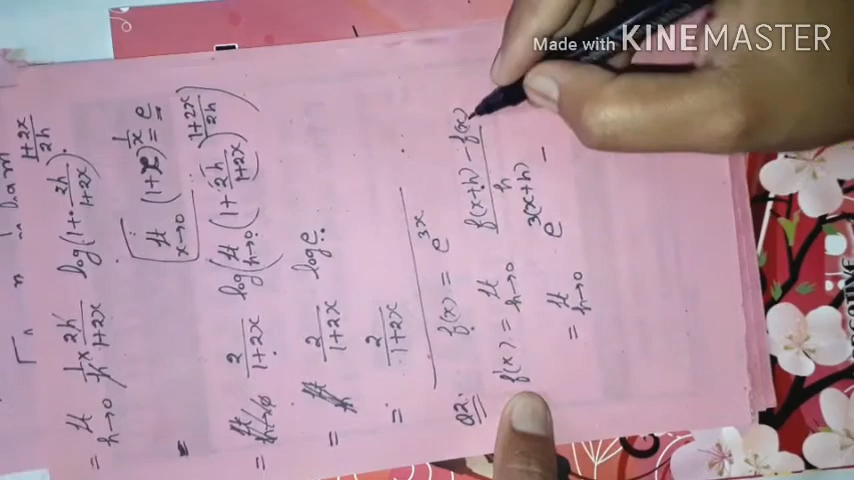 Made with KINEMASTER
1+2x
2h
= lt h→0 1/h × 2h/1+2x log(1+ 2h/1+2x)
lt x→0 (1+x)^1/x = e
= lt 2/1+2x log(lt h→0 (1+ 2h/1+2x)^1+2x/2h)
= 2/1+2x log e
= 2/1+2x
Q2. f(x) = e^3x
f'(x) = lt h→0 f(x+h) - f(x)/h
= lt h→0 e^3(x+h) -